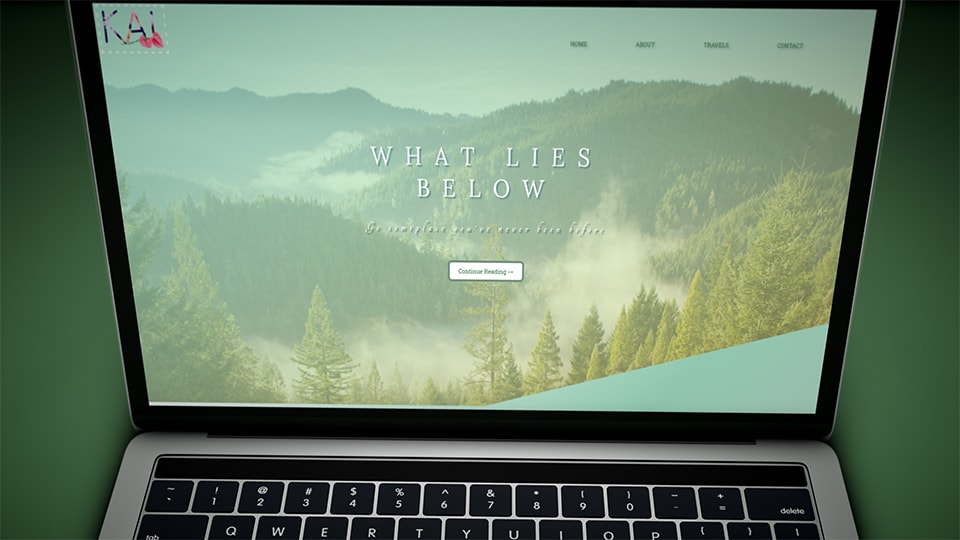 KAI
HOME ABOUT TRAVELS CONTACT
WHAT LIES
BELOW
Go someplace you've never been before
Continue Reading →
~ ! @ # $ % ^ & * ( ) _ +
` 1 2 3 4 5 6 7 8 9 0 - = delete
tab Q W E R T Y U I O P { } |